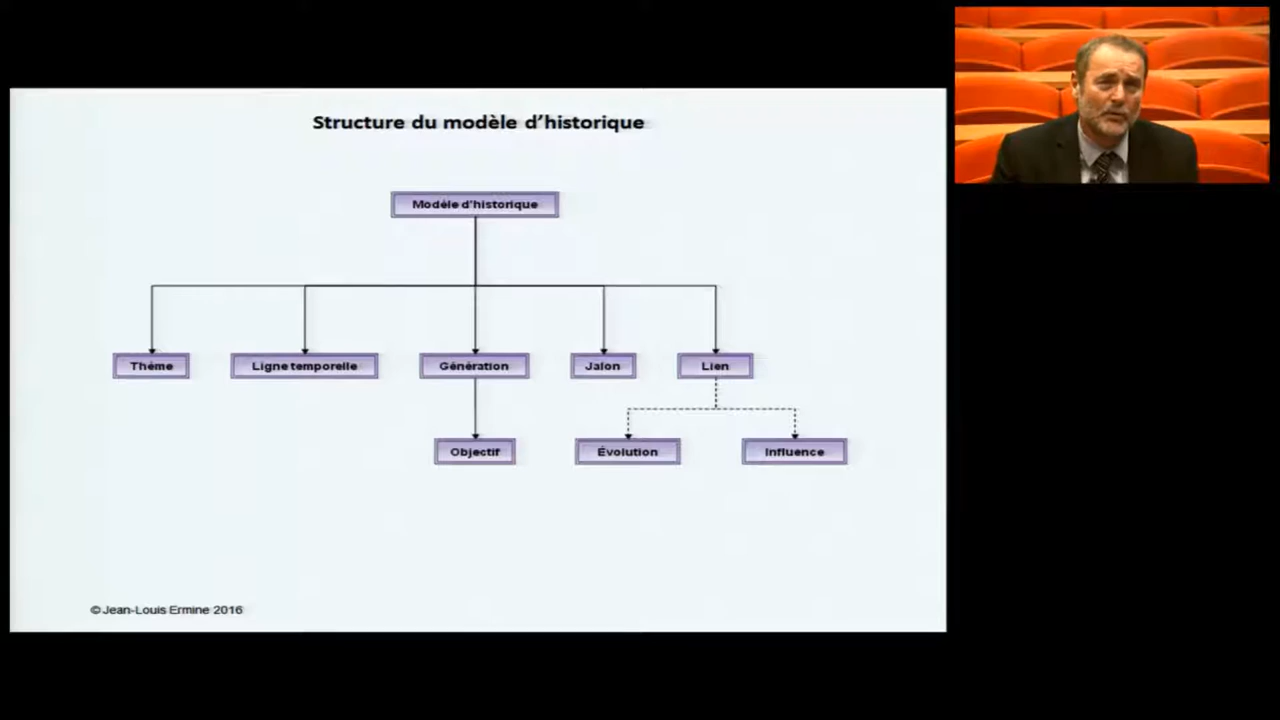 Structure du modèle d'historique
Modèle d'historique
Thème
Ligne temporelle
Génération
Jalon
Lien
Objectif
Évolution
Influence
©Jean-Louis Ermine 2016